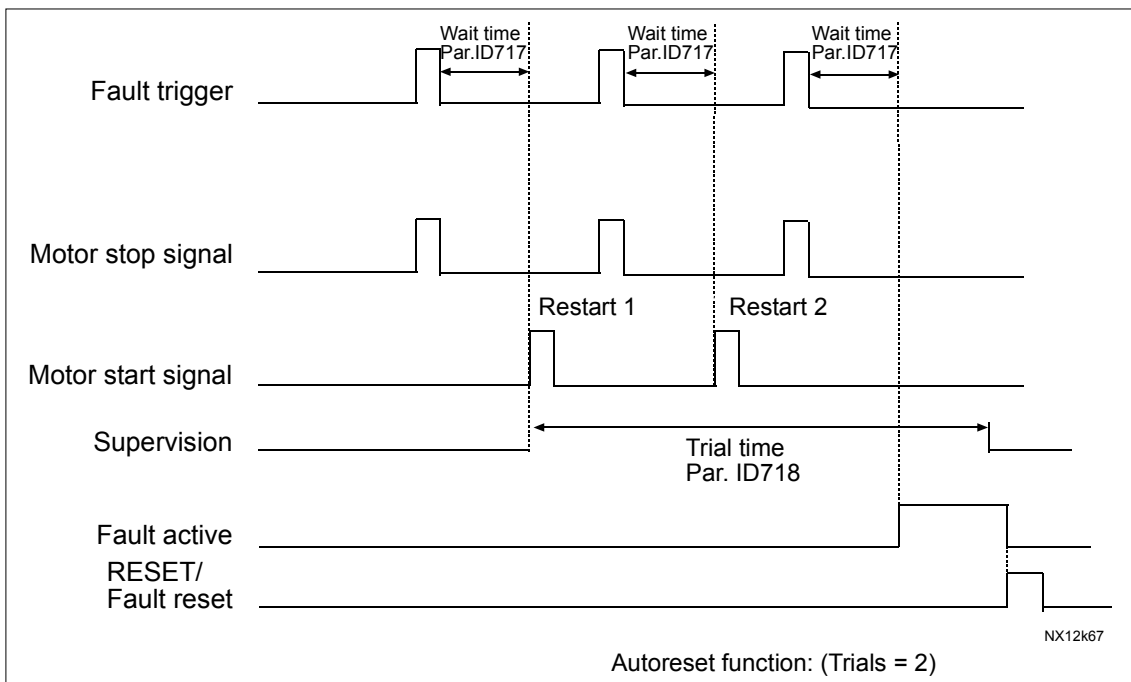 Wait time
Par.ID717
Wait time
Par.ID717
Wait time
Par.ID717
Fault trigger
Motor stop signal
Restart 1
Restart 2
Motor start signal
Supervision
Trial time
Par. ID718
Fault active
RESET/
Fault reset
NX12k67
Autoreset function: (Trials = 2)